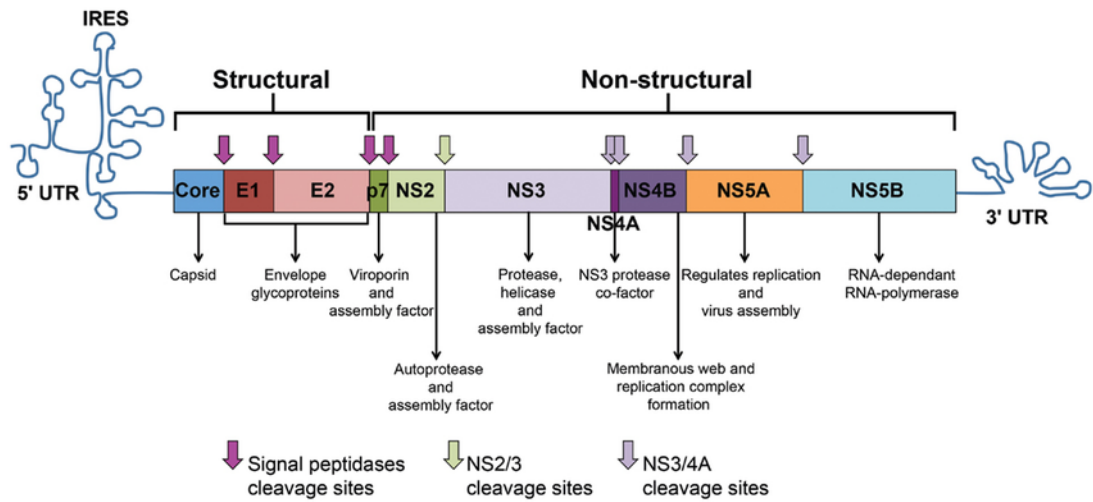 IRES
Structural
Non-structural
5' UTR
Core
E1
E2
p7
NS2
NS3
NS4A
NS4B
NS5A
NS5B
3' UTR
Capsid
Envelope
glycoproteins
Viroporin
and
assembly factor
Autoprotease
and
assembly factor
Protease,
helicase
and
assembly factor
NS3 protease
co-factor
Membranous web and
replication complex
formation
Regulates replication
and
virus assembly
RNA-dependant
RNA-polymerase
Signal peptidases
cleavage sites
NS2/3
cleavage sites
NS3/4A
cleavage sites